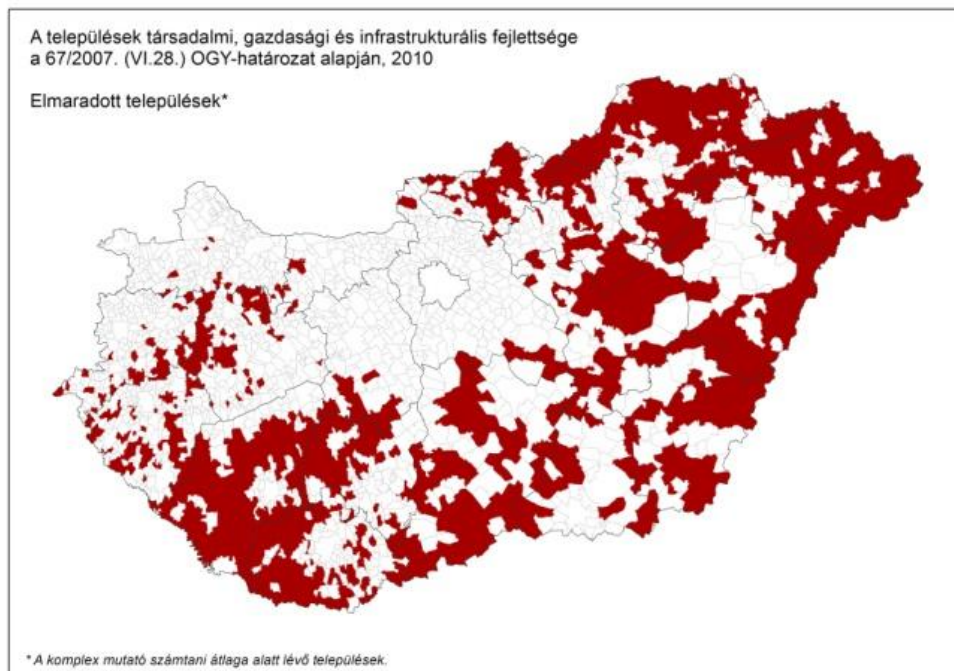 A települések társadalmi, gazdasági és infrastrukturális fejlettsége
a 67/2007. (VI.28.) OGY-határozat alapján, 2010
Elmaradott települések*
* A komplex mutató számtani átlaga alatt lévő települések.